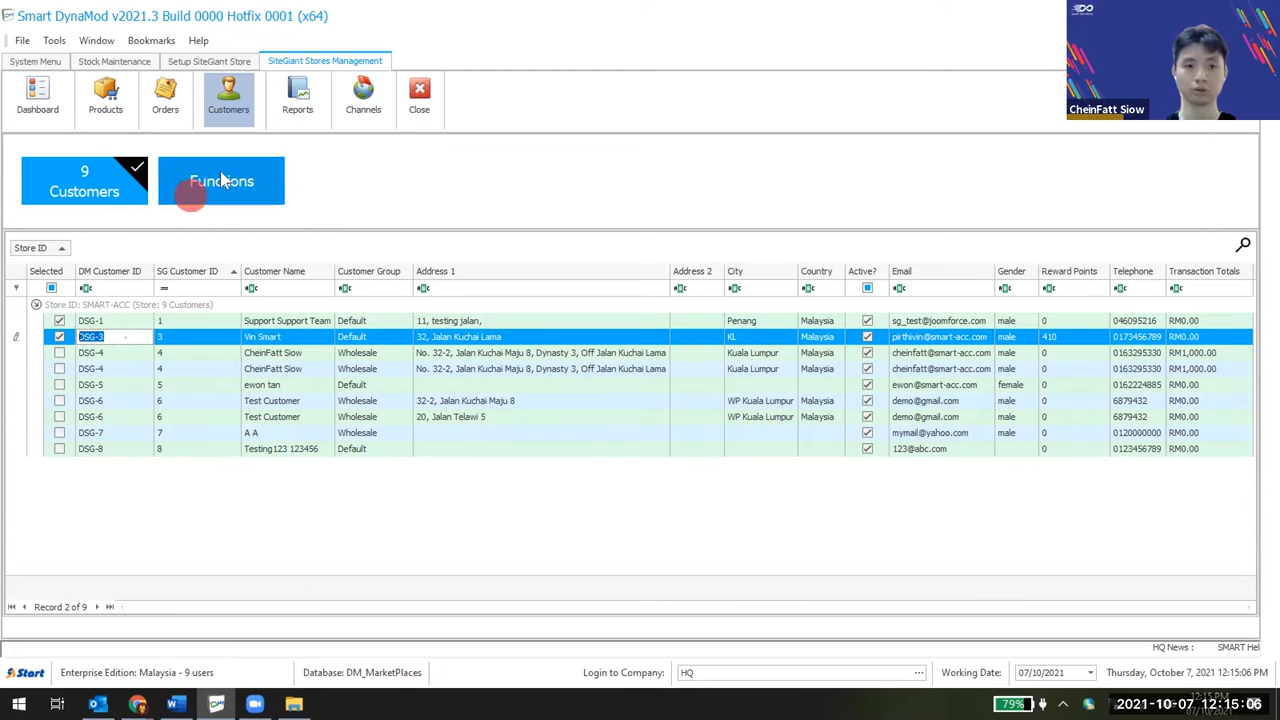 Smart DynaMod v2021.3 Build 0000 Hotfix 0001 (x64)
File Tools Window Bookmarks Help
System Menu Stock Maintenance Setup SiteGiant Store SiteGiant Stores Management
Dashboard Products Orders Customers Reports Channels Close
CheinFatt Siow
9 Customers
Functions
Store ID
Selected DM Customer ID SG Customer ID Customer Name Customer Group Address 1 Address 2 City Country Active? Email Gender Reward Points Telephone Transaction Totals
Store ID: SMART-ACC (Store: 9 Customers)
DSG-1 1 Support Support Team Default 11, testing jalan, Penang Malaysia sg_test@joomforce.com male 0 046095216 RM0.00
DSG-3 3 Vin Smart Default 32, Jalan Kuchai Lama KL Malaysia pirthivin@smart-acc.com male 410 0173456789 RM0.00
DSG-4 4 CheinFatt Siow Wholesale No. 32-2, Jalan Kuchai Maju 8, Dynasty 3, Off Jalan Kuchai Lama Kuala Lumpur Malaysia cheinfatt@smart-acc.com male 0 0163295330 RM1,000.00
DSG-4 4 CheinFatt Siow Wholesale No. 32-2, Jalan Kuchai Maju 8, Dynasty 3, Off Jalan Kuchai Lama Kuala Lumpur Malaysia cheinfatt@smart-acc.com male 0 0163295330 RM1,000.00
DSG-5 5 ewon tan Default ewon@smart-acc.com female 0 0162224885 RM0.00
DSG-6 6 Test Customer Wholesale 32-2, Jalan Kuchai Maju 8 WP Kuala Lumpur Malaysia demo@gmail.com male 0 6879432 RM0.00
DSG-6 6 Test Customer Wholesale 20, Jalan Telawi 5 WP Kuala Lumpur Malaysia demo@gmail.com male 0 6879432 RM0.00
DSG-7 7 A A Wholesale mymail@yahoo.com male 0 0120000000 RM0.00
DSG-8 8 Testing123 123456 Default 123@abc.com 0 0123456789 RM0.00
Record 2 of 9
HQ News : SMART Hel
Start Enterprise Edition: Malaysia - 9 users Database: DM_MarketPlaces Login to Company: HQ Working Date: 07/10/2021 Thursday, October 7, 2021 12:15:06 PM
79% 2021-10-07 12:15:06